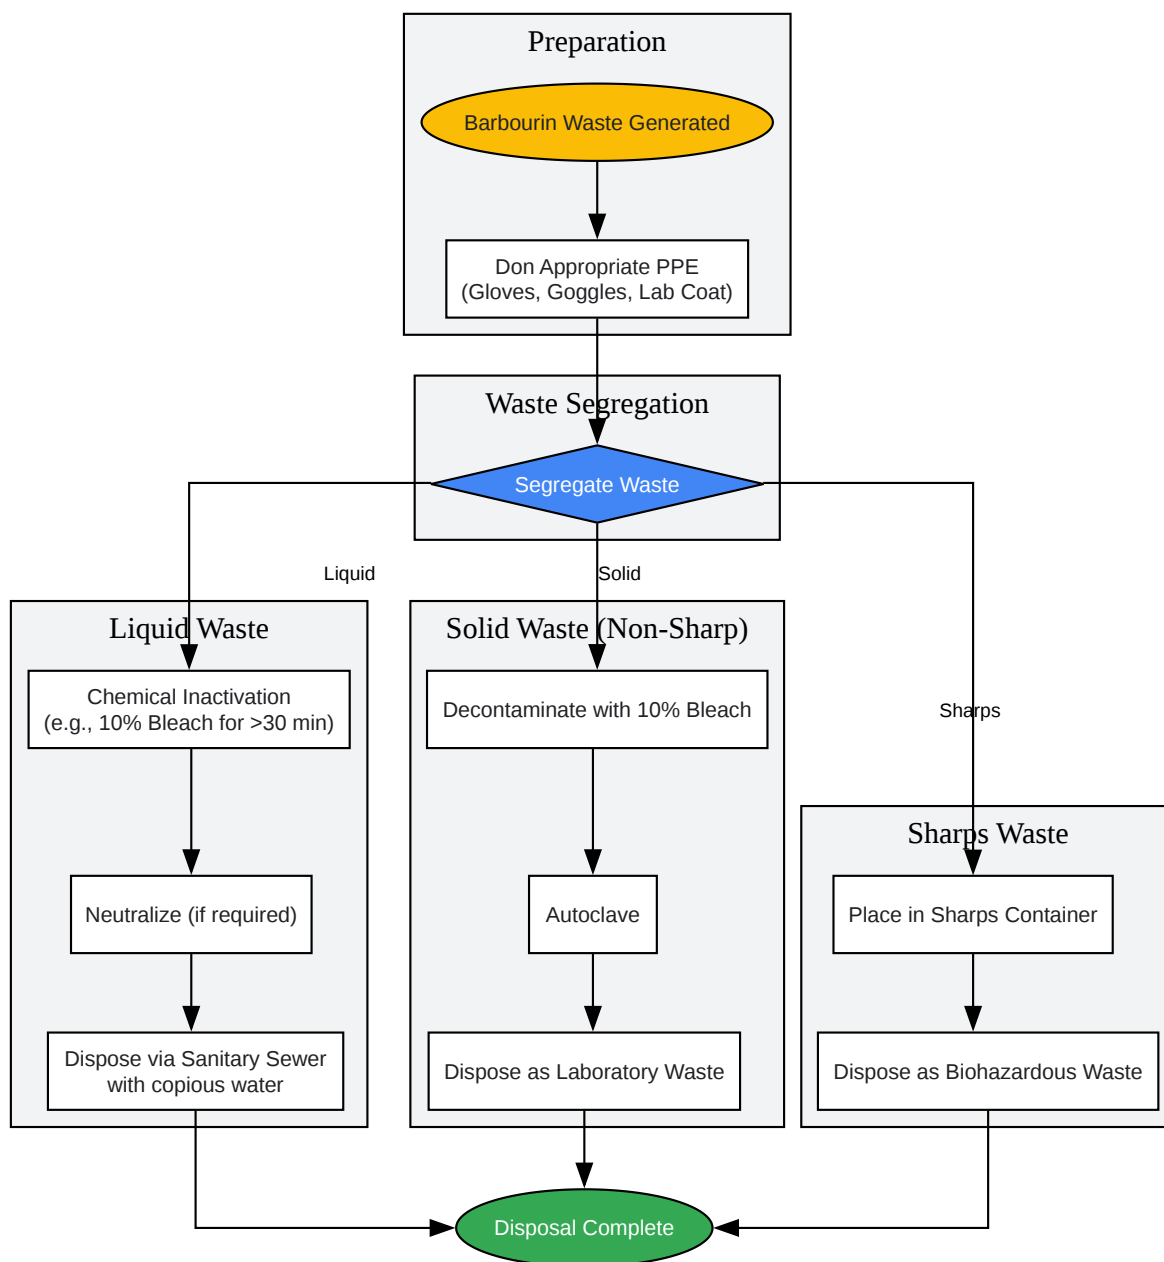 Preparation
Barbourin Waste Generated
Don Appropriate PPE
(Gloves, Goggles, Lab Coat)
Waste Segregation
Segregate Waste
Liquid
Solid
Sharps
Liquid Waste
Chemical Inactivation
(e.g., 10% Bleach for >30 min)
Neutralize (if required)
Dispose via Sanitary Sewer
with copious water
Solid Waste (Non-Sharp)
Decontaminate with 10% Bleach
Autoclave
Dispose as Laboratory Waste
Sharps Waste
Place in Sharps Container
Dispose as Biohazardous Waste
Disposal Complete